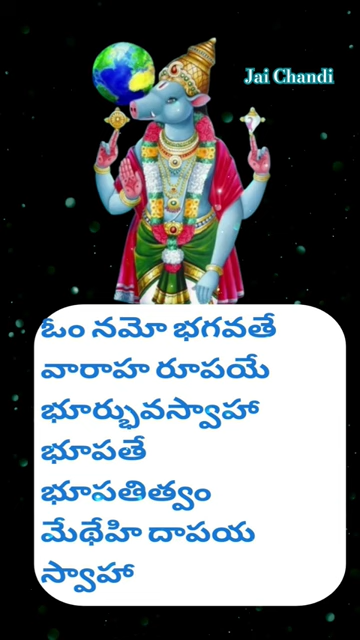 Jai Chandi
ఓం నమో భగవతే
వారాహ రూపయే
భూర్భువస్వాహా
భూపతే
భూపతిత్వం
మేథేహి దాపయ
స్వాహా